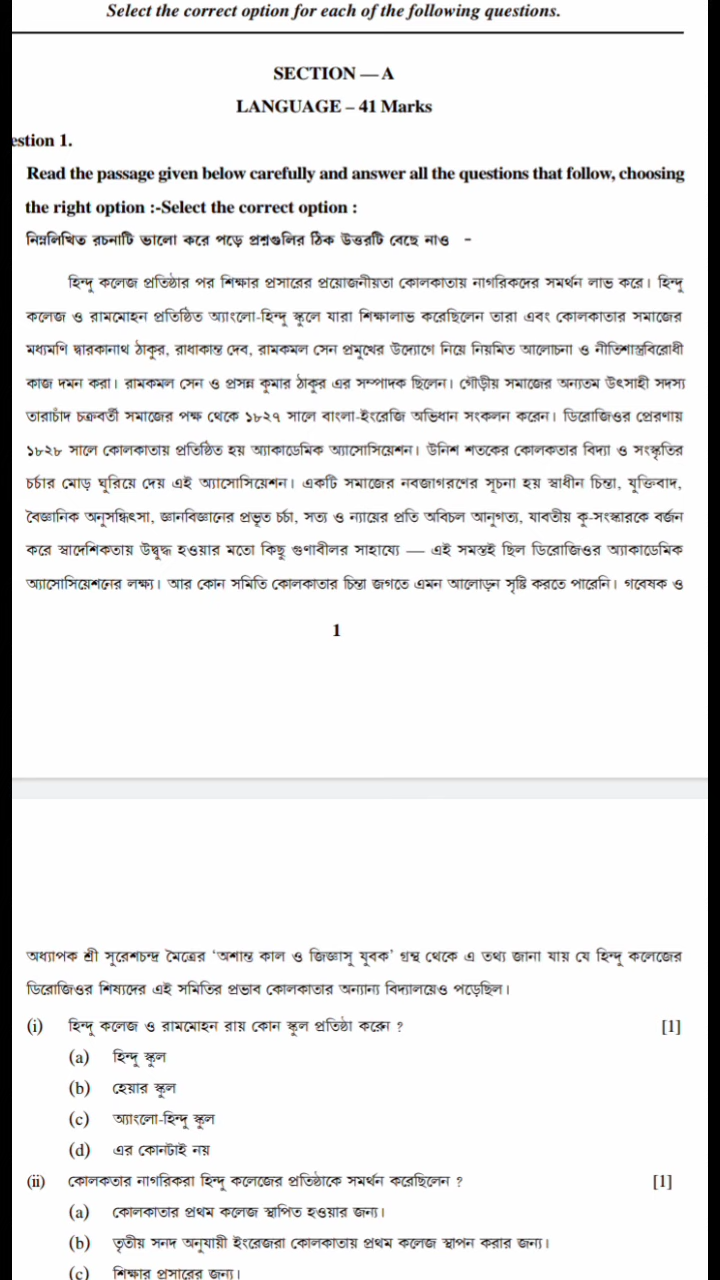 Select the correct option for each of the following questions.
SECTION — A
LANGUAGE – 41 Marks
estion 1.
Read the passage given below carefully and answer all the questions that follow, choosing
the right option :-Select the correct option :
নিম্নলিখিত রচনাটি ভালো করে পড়ে প্রশ্নগুলির ঠিক উত্তরটি বেছে নাও –
হিন্দু কলেজ প্রতিষ্ঠার পর শিক্ষার প্রসারের প্রয়োজনীয়তা কোলকাতায় নাগরিকদের সমর্থন লাভ করে। হিন্দু
কলেজ ও রামমোহন প্রতিষ্ঠিত অ্যাংলো-হিন্দু স্কুলে যারা শিক্ষালাভ করেছিলেন তারা এবং কোলকাতার সমাজের
মধ্যমণি দ্বারকানাথ ঠাকুর, রাধাকান্ত দেব, রামকমল সেন প্রমুখের উদ্যোগে নিয়ে নিয়মিত আলোচনা ও নীতিশাস্ত্রবিরোধী
কাজ দমন করা। রামকমল সেন ও প্রসন্ন কুমার ঠাকুর এর সম্পাদক ছিলেন। গৌড়ীয় সমাজের অন্যতম উৎসাহী সদস্য
তারাচাঁদ চক্রবর্তী সমাজের পক্ষ থেকে ১৮২৭ সালে বাংলা-ইংরেজি অভিধান সংকলন করেন। ডিরোজিওর প্রেরণায়
১৮২৮ সালে কোলকাতায় প্রতিষ্ঠিত হয় অ্যাকাডেমিক অ্যাসোসিয়েশন। উনিশ শতকের কোলকতার বিদ্যা ও সংস্কৃতির
চর্চার মোড় ঘুরিয়ে দেয় এই অ্যাসোসিয়েশন। একটি সমাজের নবজাগরণের সূচনা হয় স্বাধীন চিন্তা, যুক্তিবাদ,
বৈজ্ঞানিক অনুসন্ধিৎসা, জ্ঞানবিজ্ঞানের প্রভূত চর্চা, সত্য ও ন্যায়ের প্রতি অবিচল আনুগত্য, যাবতীয় কু-সংস্কারকে বর্জন
করে স্বাদেশিকতায় উদ্বুদ্ধ হওয়ার মতো কিছু গুণাবীলর সাহায্যে — এই সমস্তই ছিল ডিরোজিওর অ্যাকাডেমিক
অ্যাসোসিয়েশনের লক্ষ্য। আর কোন সমিতি কোলকাতার চিন্তা জগতে এমন আলোড়ন সৃষ্টি করতে পারেনি। গবেষক ও
1
অধ্যাপক শ্রী সুরেশচন্দ্র মৈত্রের ‘অশান্ত কাল ও জিজ্ঞাসু যুবক’ গ্রন্থ থেকে এ তথ্য জানা যায় যে হিন্দু কলেজের
ডিরোজিওর শিষ্যদের এই সমিতির প্রভাব কোলকাতার অন্যান্য বিদ্যালয়েও পড়েছিল।
(i) হিন্দু কলেজ ও রামমোহন রায় কোন স্কুল প্রতিষ্ঠা করেন ? [1]
(a) হিন্দু স্কুল
(b) হেয়ার স্কুল
(c) অ্যাংলো-হিন্দু স্কুল
(d) এর কোনটাই নয়
(ii) কোলকতার নাগরিকরা হিন্দু কলেজের প্রতিষ্ঠাকে সমর্থন করেছিলেন ? [1]
(a) কোলকাতার প্রথম কলেজ স্থাপিত হওয়ার জন্য।
(b) তৃতীয় সনদ অনুযায়ী ইংরেজরা কোলকাতায় প্রথম কলেজ স্থাপন করার জন্য।
(c) শিক্ষার প্রসারের জন্য।